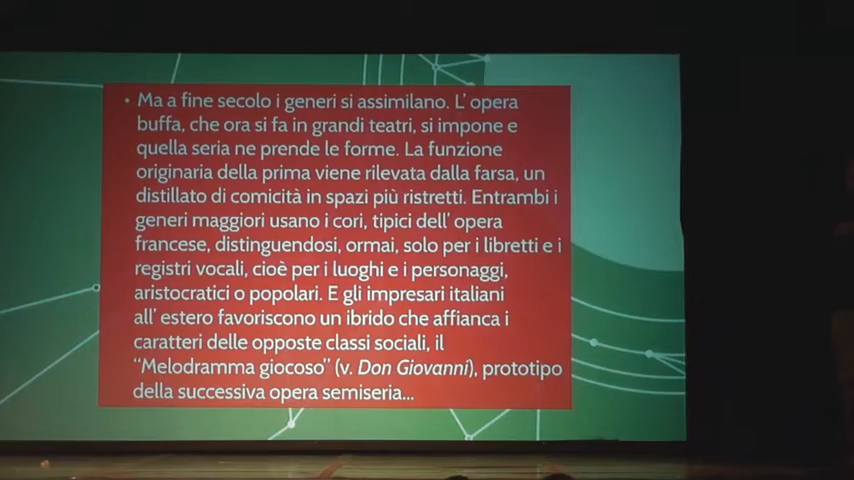 • Ma a fine secolo i generi si assimilano. L' opera
buffa, che ora si fa in grandi teatri, si impone e
quella seria ne prende le forme. La funzione
originaria della prima viene rilevata dalla farsa, un
distillato di comicità in spazi più ristretti. Entrambi i
generi maggiori usano i cori, tipici dell' opera
francese, distinguendosi, ormai, solo per i libretti e i
registri vocali, cioè per i luoghi e i personaggi,
aristocratici o popolari. E gli impresari italiani
all' estero favoriscono un ibrido che affianca i
caratteri delle opposte classi sociali, il
“Melodramma giocoso” (v. Don Giovanni), prototipo
della successiva opera semiseria...